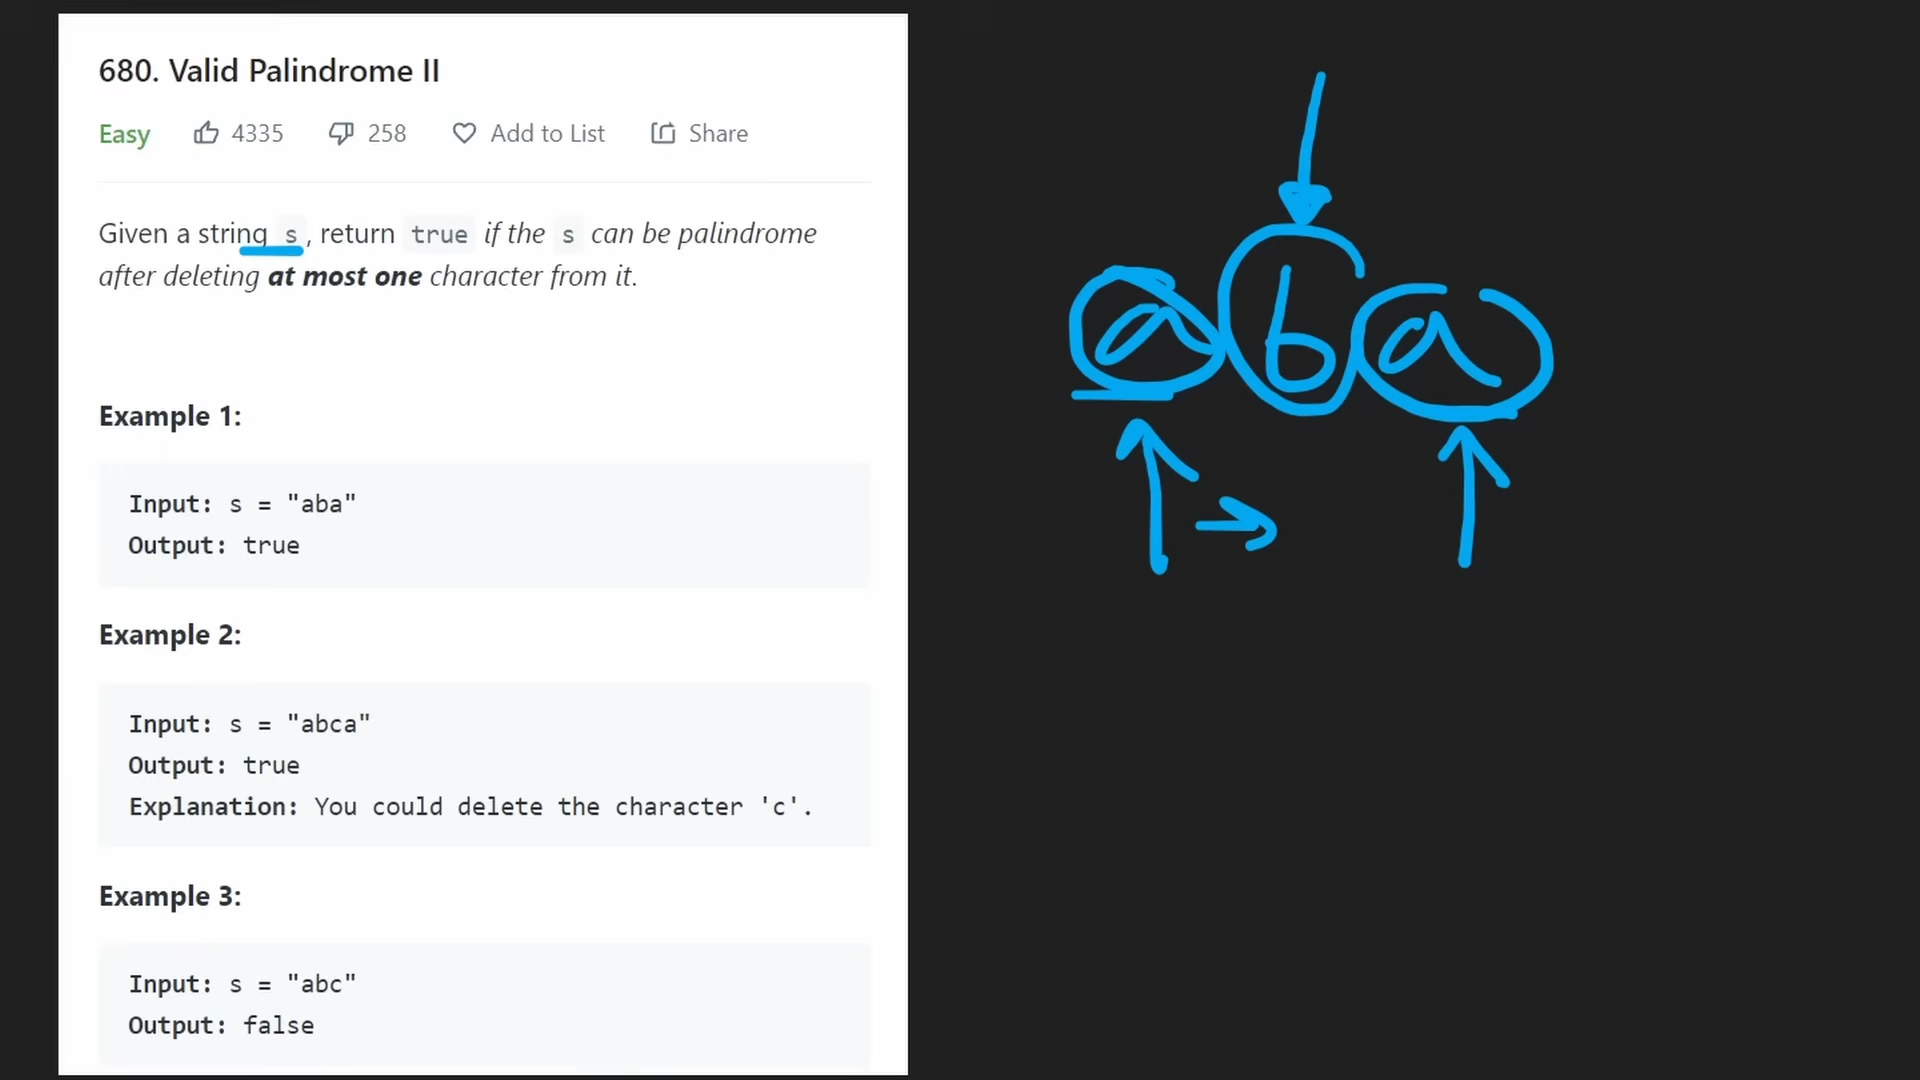 680. Valid Palindrome II
Easy 4335 258 Add to List Share
Given a string s, return true if the s can be palindrome
after deleting at most one character from it.
Example 1:
Input: s = "aba"
Output: true
Example 2:
Input: s = "abca"
Output: true
Explanation: You could delete the character 'c'.
Example 3:
Input: s = "abc"
Output: false
a b a